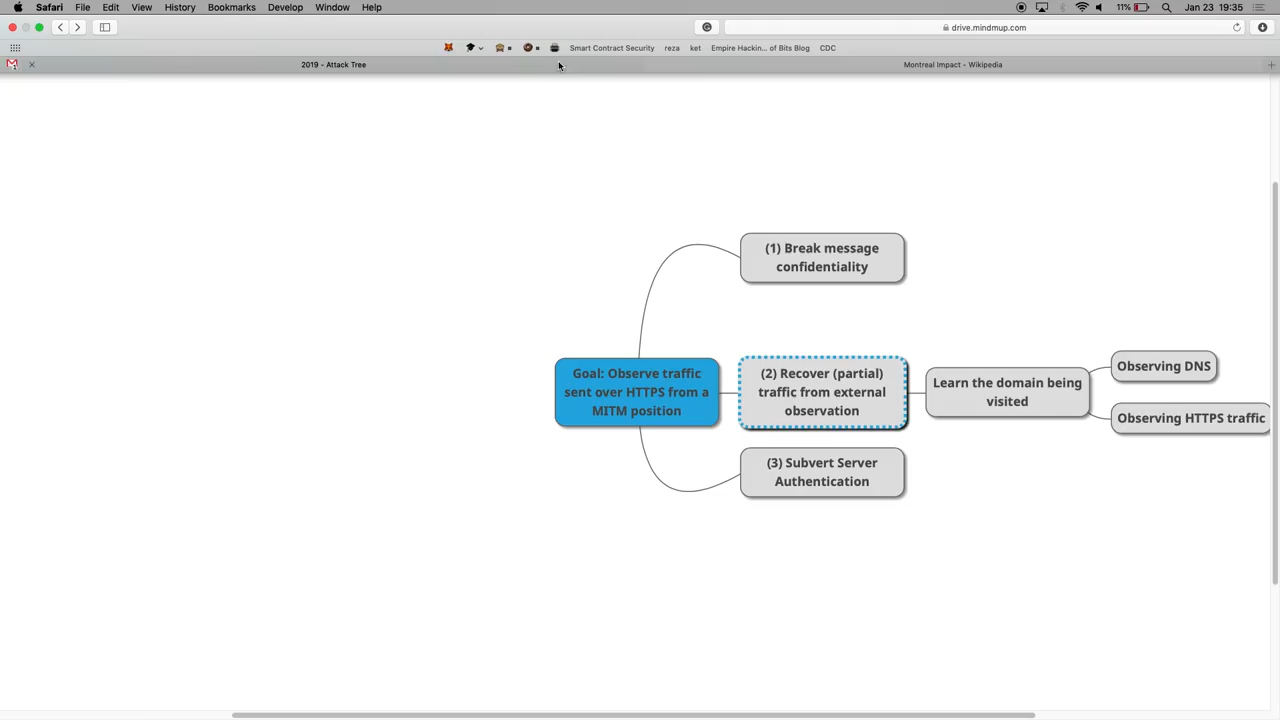 Safari File Edit View History Bookmarks Develop Window Help 11% Jan 23 19:35
drive.mindmup.com
Smart Contract Security reza ket Empire Hackin... of Bits Blog CDC
2019 - Attack Tree Montreal Impact - Wikipedia
(1) Break message
confidentiality
Goal: Observe traffic
sent over HTTPS from a
MITM position
(2) Recover (partial)
traffic from external
observation
Learn the domain being
visited
Observing DNS
Observing HTTPS traffic
(3) Subvert Server
Authentication